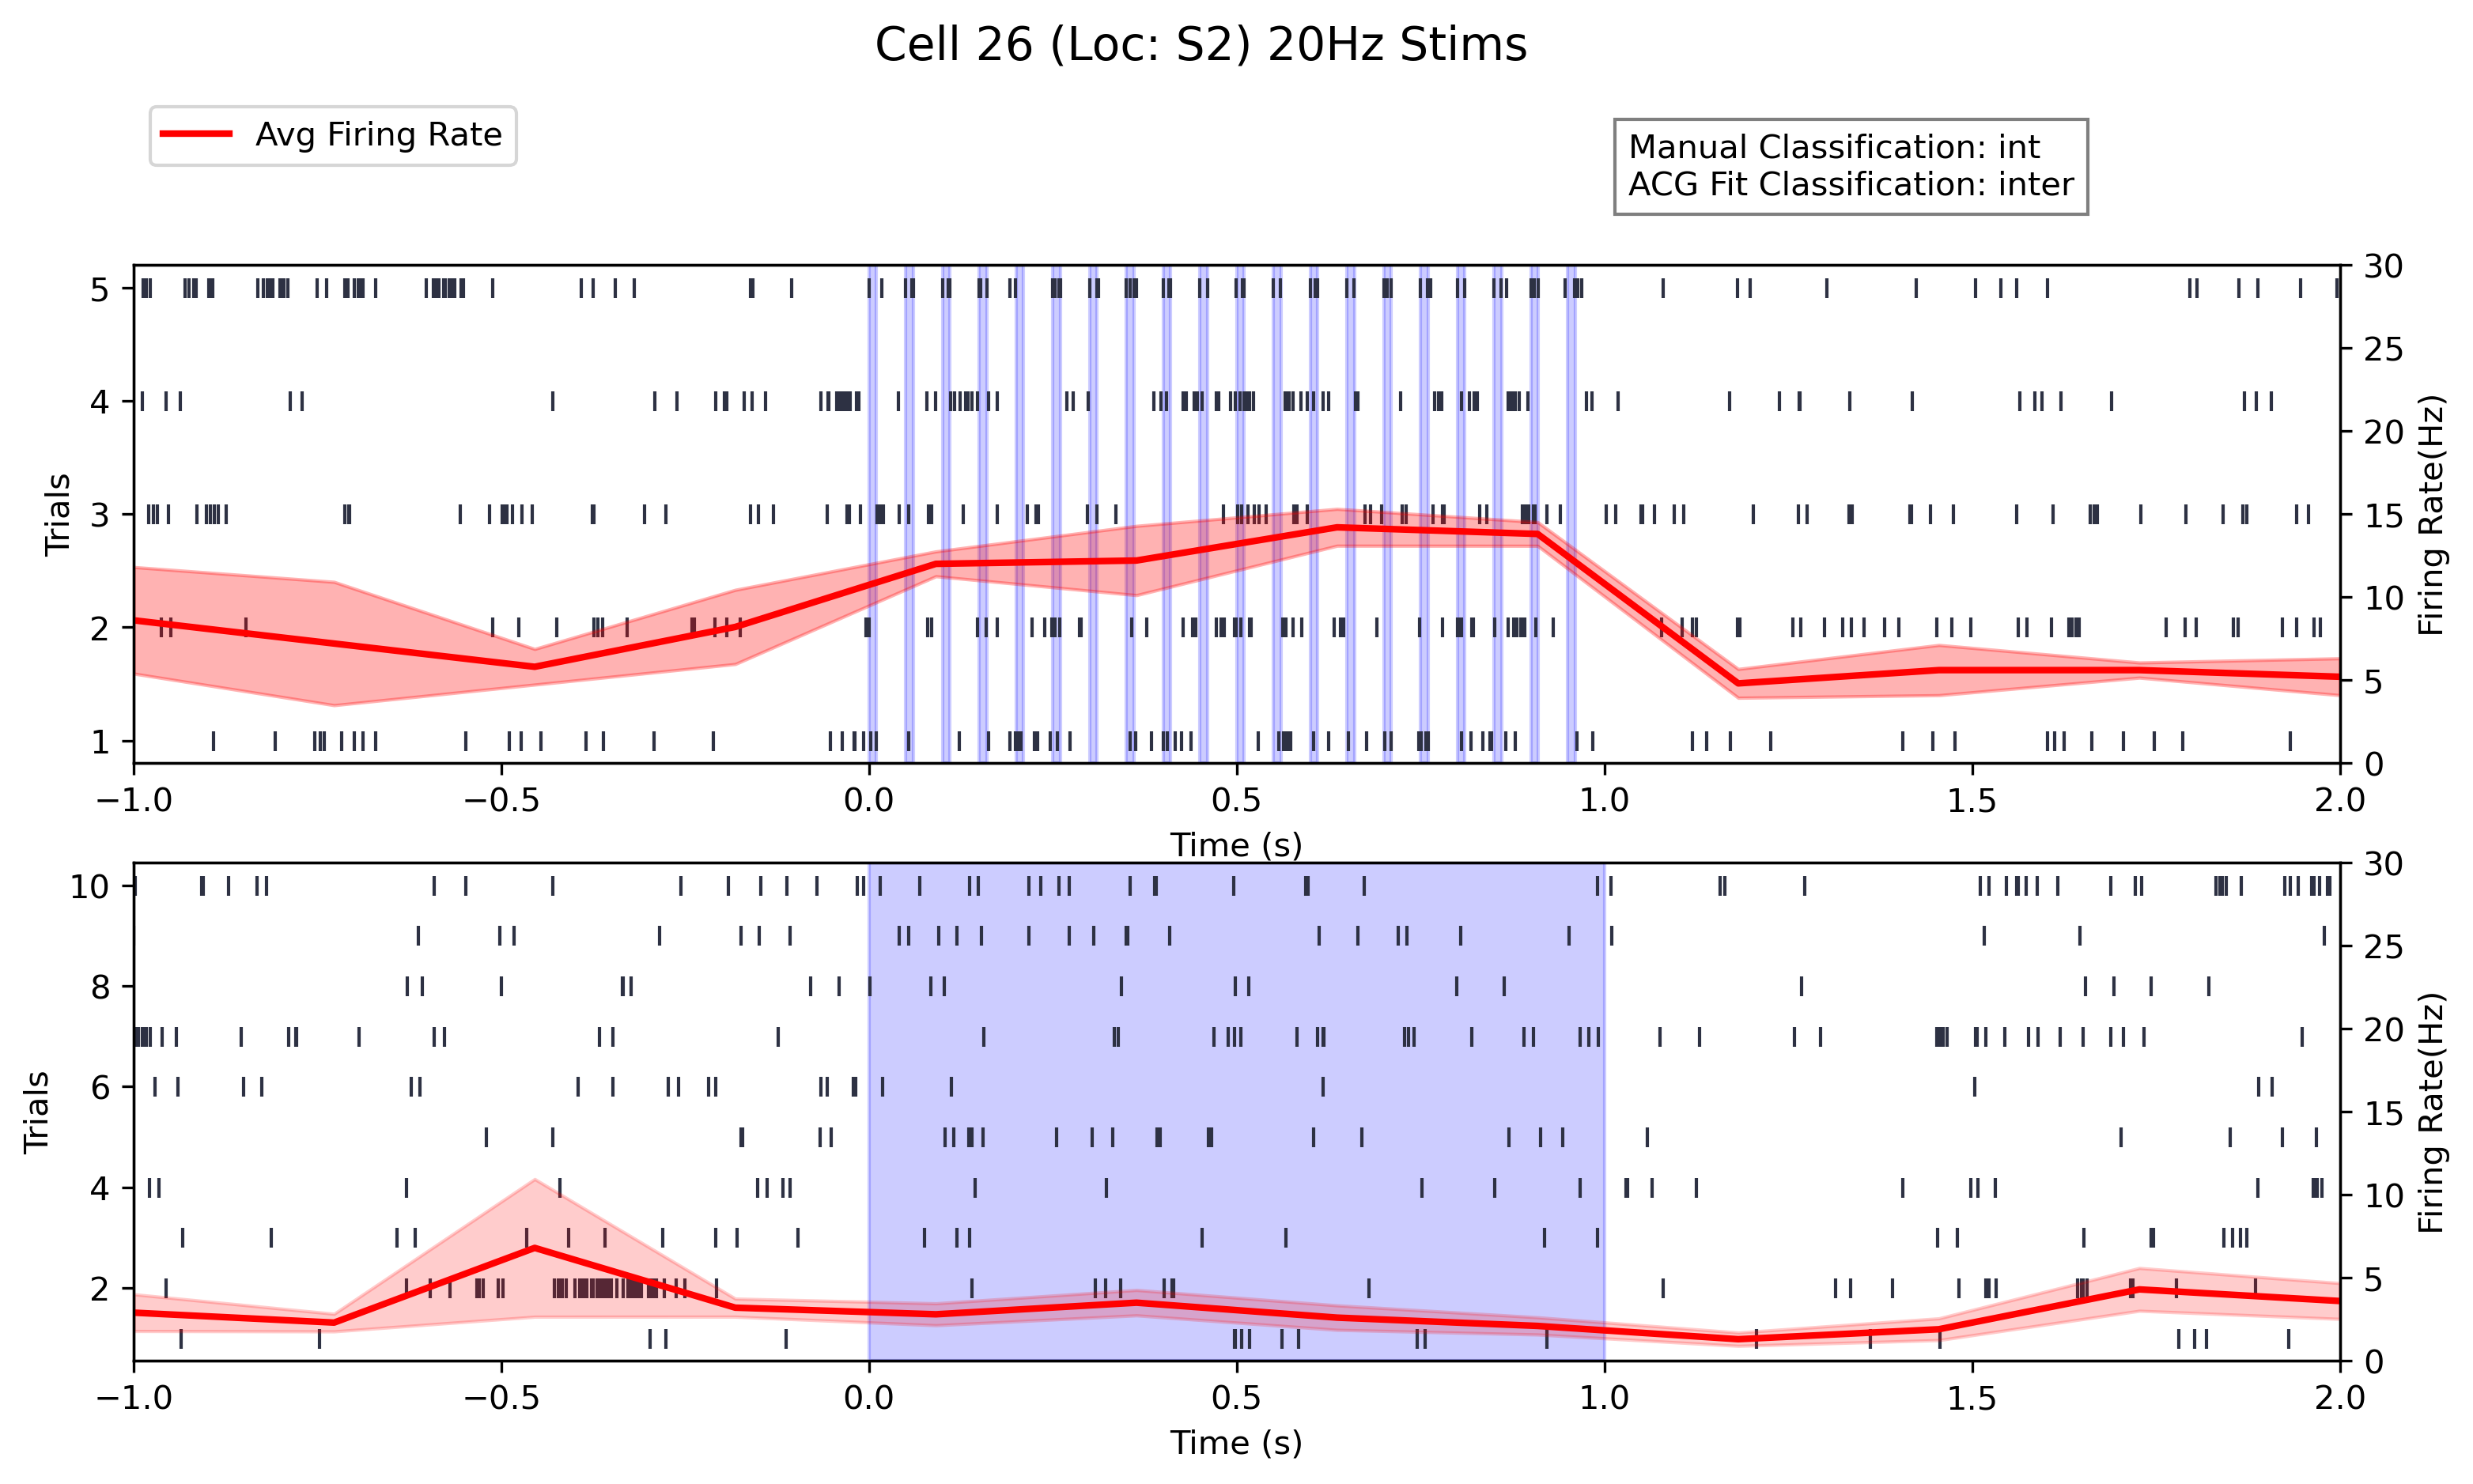 Cell 26 (Loc: S2) 20Hz Stims
Avg Firing Rate
Manual Classification: int
ACG Fit Classification: inter
5
4
3
2
1
Trials
30
25
20
15
10
5
0
Firing Rate(Hz)
−1.0 −0.5 0.0 0.5 1.0 1.5 2.0
Time (s)
10
8
6
4
2
Trials
30
25
20
15
10
5
0
Firing Rate(Hz)
−1.0 −0.5 0.0 0.5 1.0 1.5 2.0
Time (s)